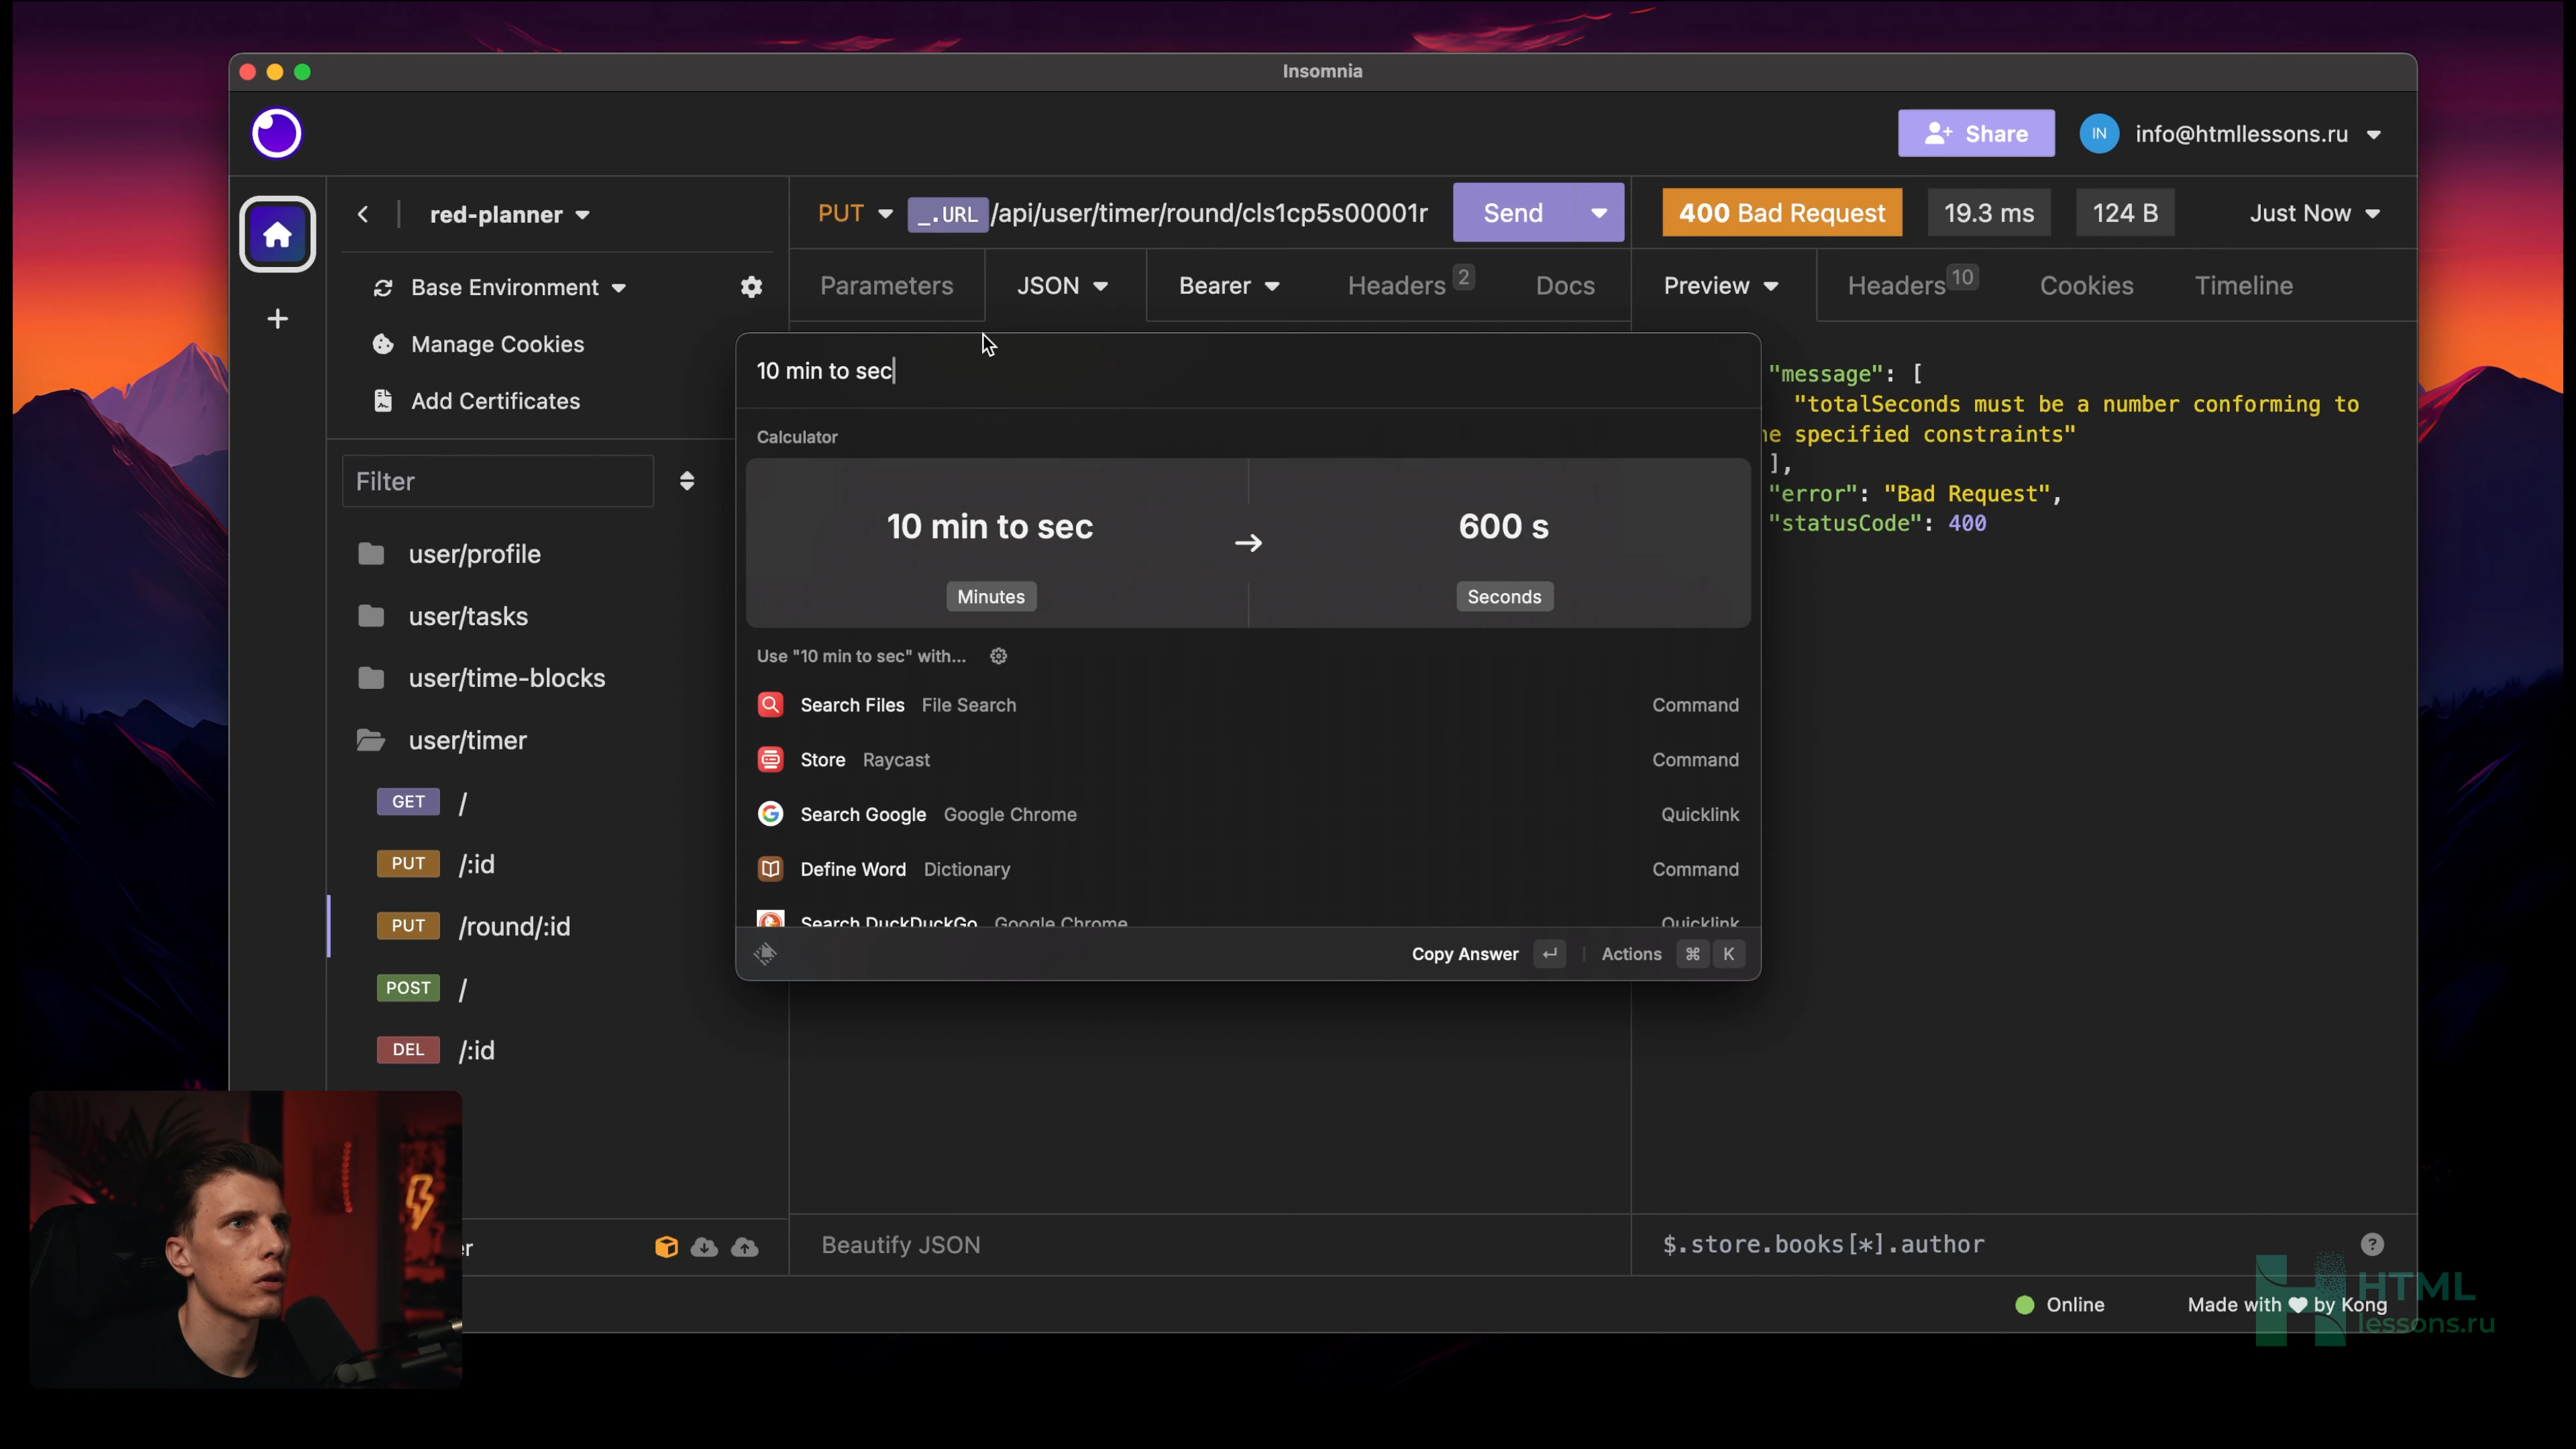 Insomnia
Share
IN
info@htmllessons.ru
red-planner
PUT
_.URL
/api/user/timer/round/cls1cp5s00001r
Send
400 Bad Request
19.3 ms
124 B
Just Now
Base Environment
Manage Cookies
Add Certificates
Filter
user/profile
user/tasks
user/time-blocks
user/timer
GET /
PUT /:id
PUT /round/:id
POST /
DEL /:id
Parameters
JSON
Bearer
Headers 2
Docs
Preview
Headers 10
Cookies
Timeline
10 min to sec
Calculator
10 min to sec
→
600 s
Minutes
Seconds
Use "10 min to sec" with...
Search Files File Search Command
Store Raycast Command
Search Google Google Chrome Quicklink
Define Word Dictionary Command
Search DuckDuckGo Google Chrome Quicklink
Copy Answer ↵
Actions ⌘ K
"message": [
"totalSeconds must be a number conforming to
e specified constraints"
],
"error": "Bad Request",
"statusCode": 400
Beautify JSON
$.store.books[*].author
?
Online
Made with ❤ by Kong
HTML
lessons.ru